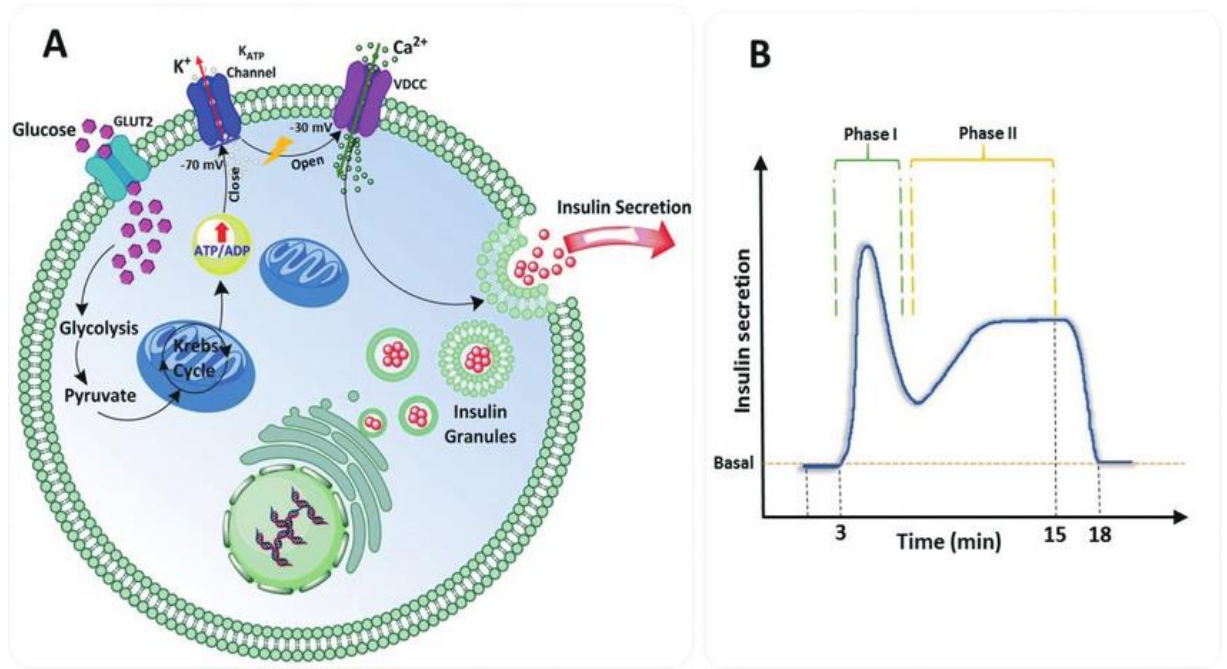 A
K⁺
K_ATP
Channel
Ca²⁺
VDCC
Glucose
GLUT2
-70 mV
-30 mV
Open
Close
ATP/ADP
Insulin Secretion
Glycolysis
Pyruvate
Krebs
Cycle
Insulin
Granules
B
Phase I
Phase II
Insulin secretion
Basal
3
15
18
Time (min)